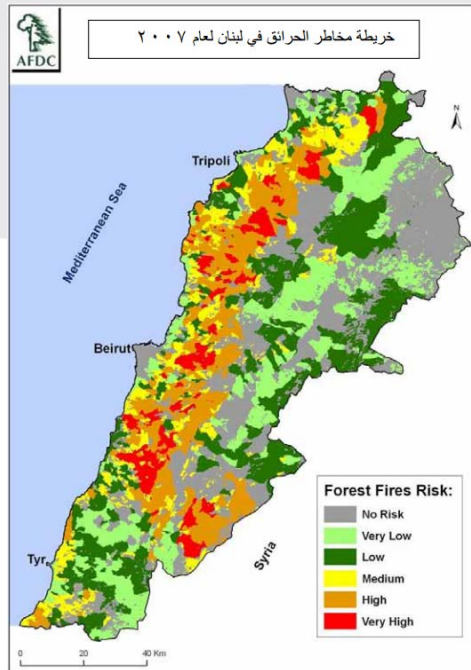 خريطة مخاطر الحرائق في لبنان لعام ٢٠٠٧
AFDC
N
Tripoli
Mediterranean Sea
Beirut
Tyr
Syria
Forest Fires Risk:
No Risk
Very Low
Low
Medium
High
Very High
0 20 40 Km